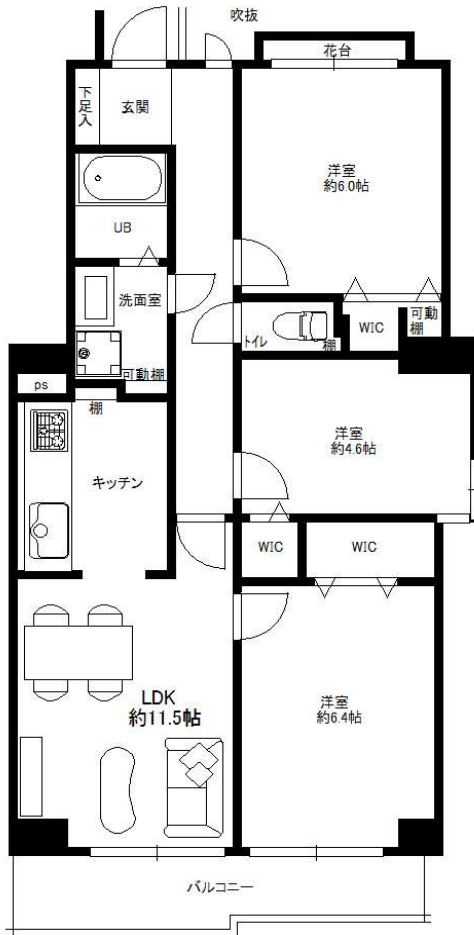 吹抜
花台
下足入
玄関
洋室
約6.0帖
UB
洗面室
可動棚
トイレ
棚
WIC
可動棚
ps
棚
キッチン
洋室
約4.6帖
WIC
WIC
LDK
約11.5帖
洋室
約6.4帖
バルコニー